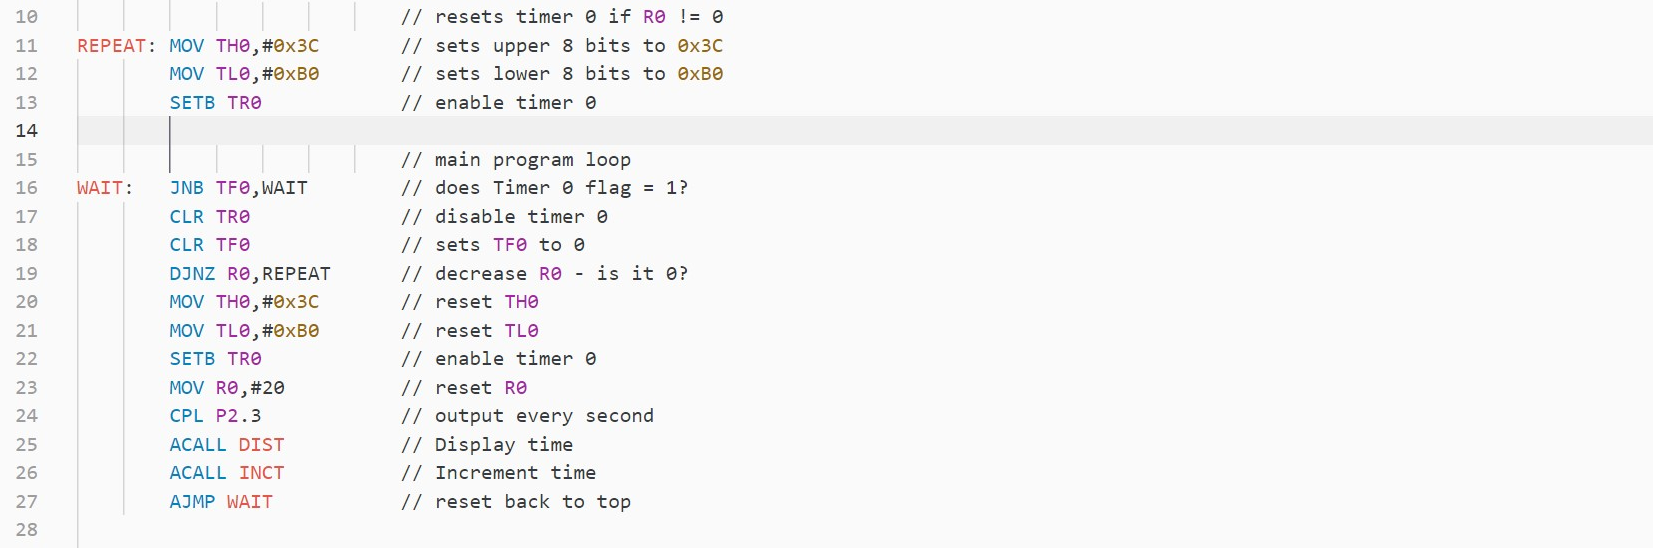 10 // resets timer 0 if R0 != 0
11 REPEAT: MOV TH0,#0x3C // sets upper 8 bits to 0x3C
12 MOV TL0,#0xB0 // sets lower 8 bits to 0xB0
13 SETB TR0 // enable timer 0
14
15 // main program loop
16 WAIT: JNB TF0,WAIT // does Timer 0 flag = 1?
17 CLR TR0 // disable timer 0
18 CLR TF0 // sets TF0 to 0
19 DJNZ R0,REPEAT // decrease R0 - is it 0?
20 MOV TH0,#0x3C // reset TH0
21 MOV TL0,#0xB0 // reset TL0
22 SETB TR0 // enable timer 0
23 MOV R0,#20 // reset R0
24 CPL P2.3 // output every second
25 ACALL DIST // Display time
26 ACALL INCT // Increment time
27 AJMP WAIT // reset back to top
28